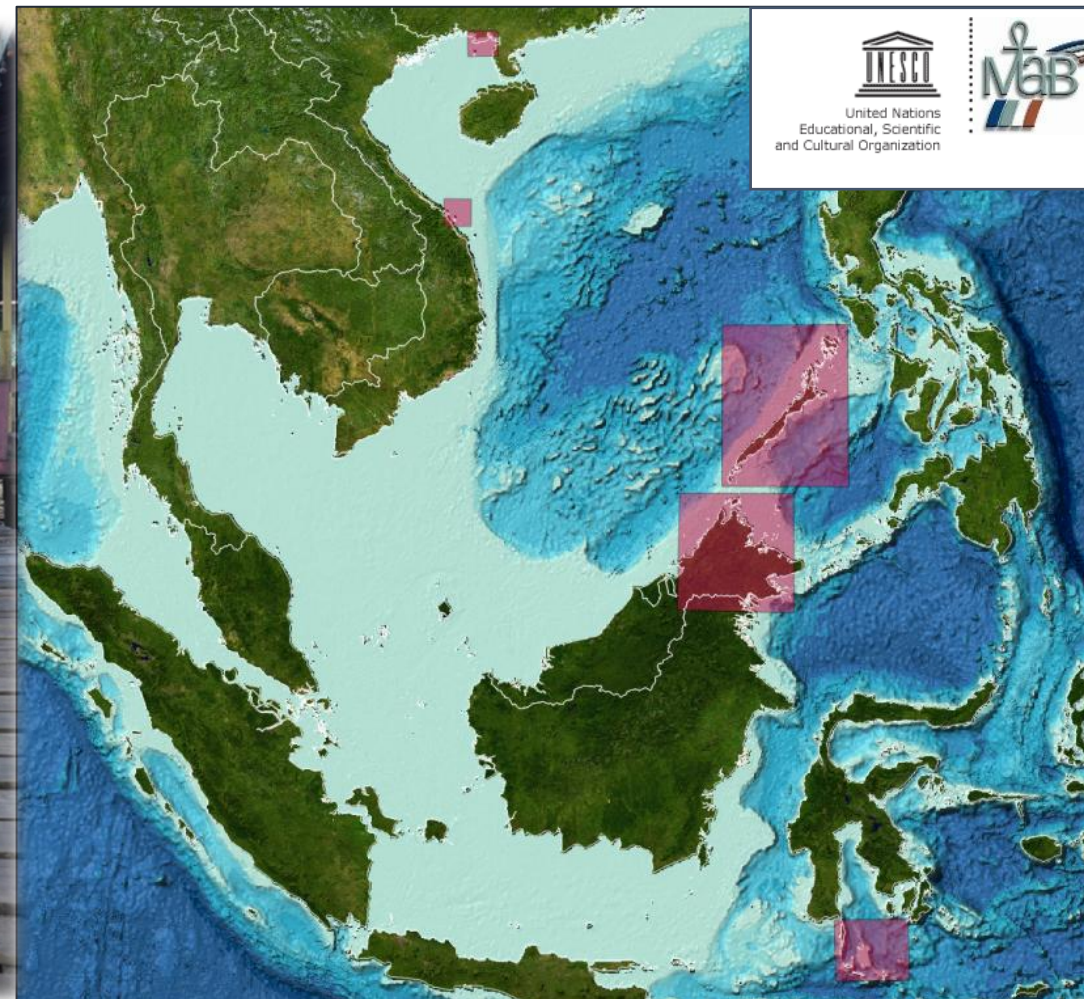 UNESCO
United Nations
Educational, Scientific
and Cultural Organization
MaB